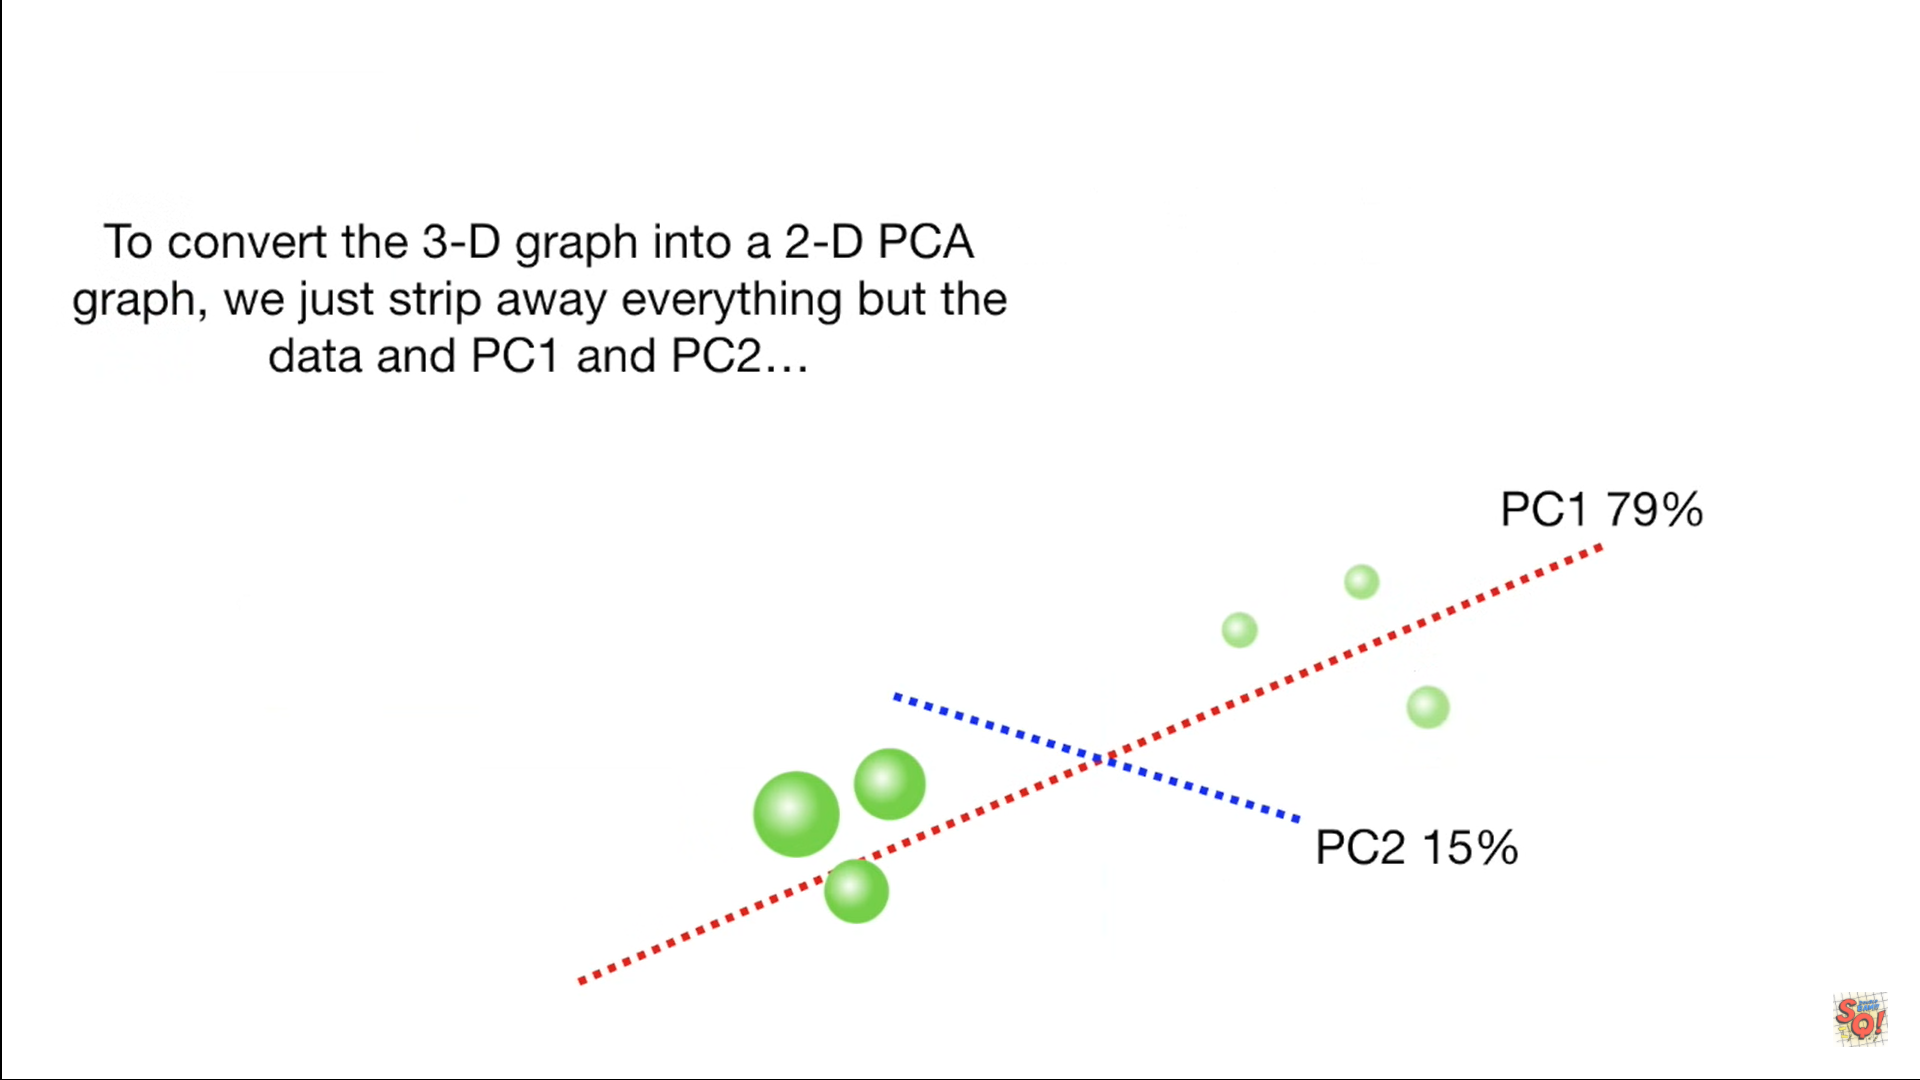 To convert the 3-D graph into a 2-D PCA
graph, we just strip away everything but the
data and PC1 and PC2…
PC1 79%
PC2 15%
SQ!